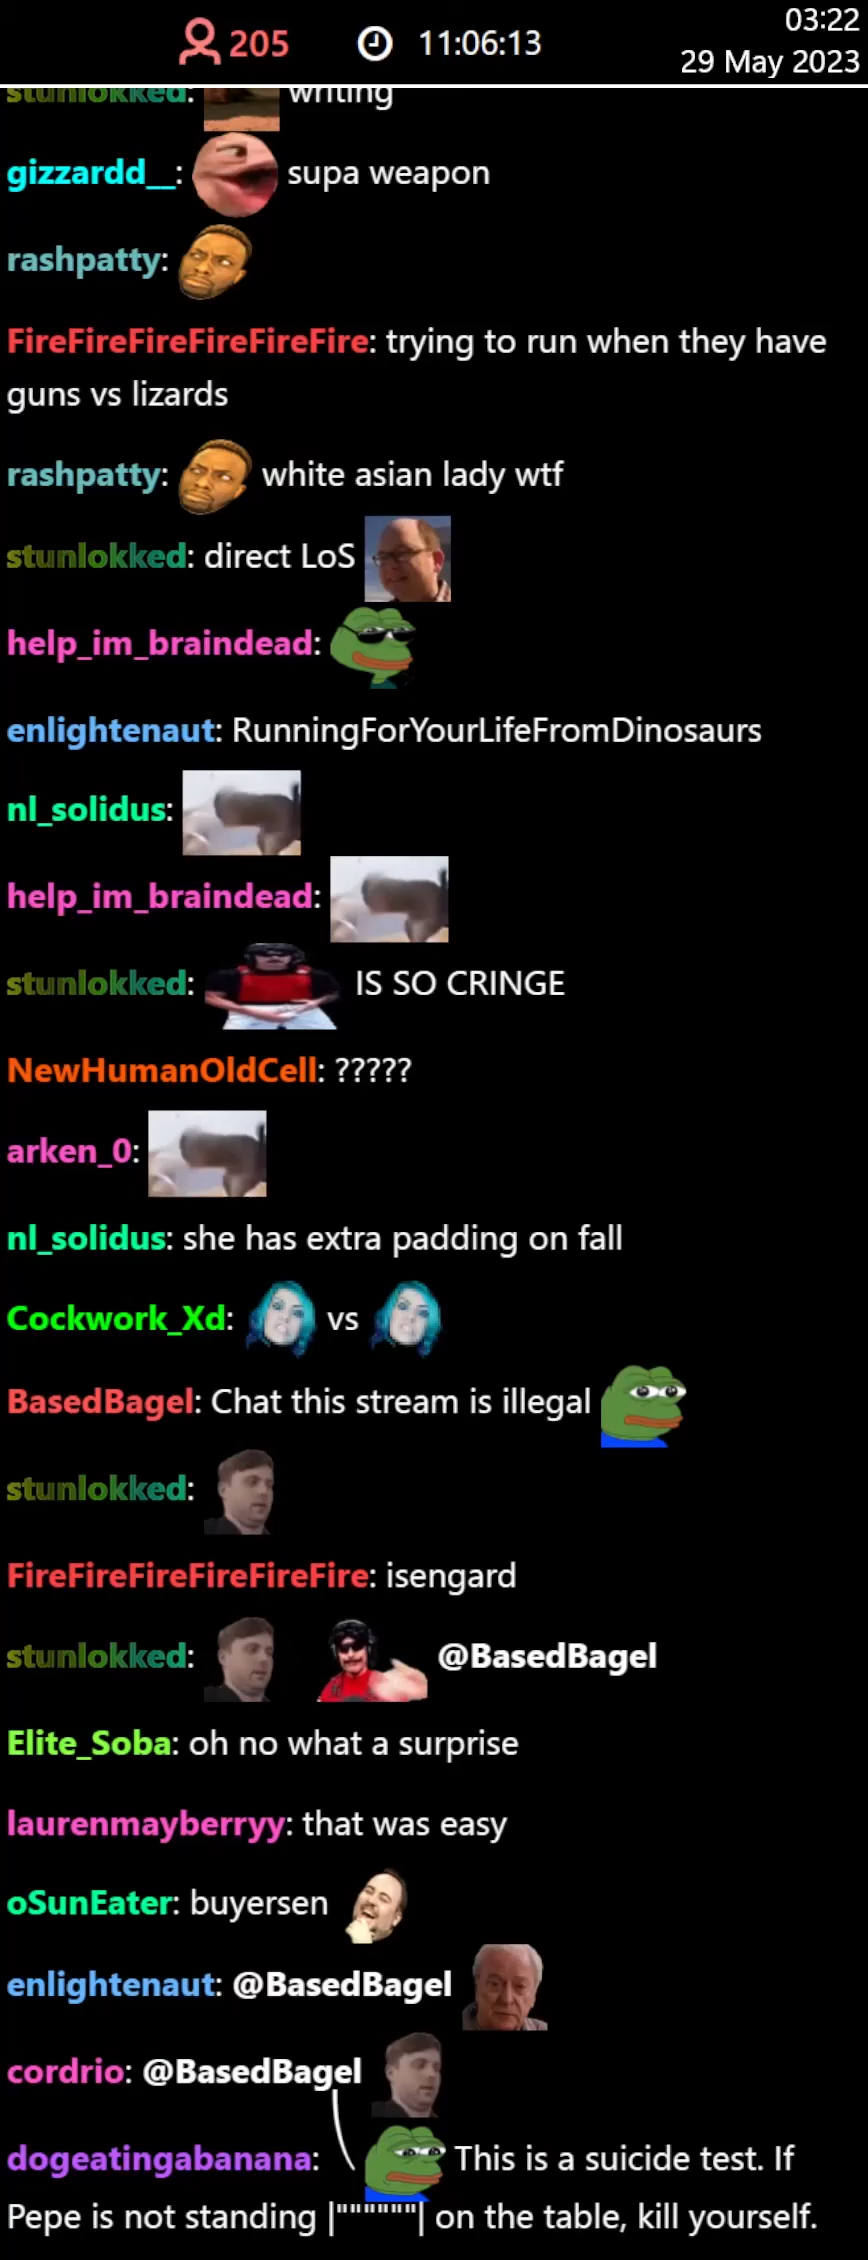 205 11:06:13 03:22
29 May 2023
stunlokked: writing
gizzardd__: supa weapon
rashpatty:
FireFireFireFireFireFire: trying to run when they have
guns vs lizards
rashpatty: white asian lady wtf
stunlokked: direct LoS
help_im_braindead:
enlightenaut: RunningForYourLifeFromDinosaurs
nl_solidus:
help_im_braindead:
stunlokked: IS SO CRINGE
NewHumanOldCell: ?????
arken_0:
nl_solidus: she has extra padding on fall
Cockwork_Xd: vs
BasedBagel: Chat this stream is illegal
stunlokked:
FireFireFireFireFireFire: isengard
stunlokked: @BasedBagel
Elite_Soba: oh no what a surprise
laurenmayberryy: that was easy
oSunEater: buyersen
enlightenaut: @BasedBagel
cordrio: @BasedBagel
dogeatingabanana: This is a suicide test. If
Pepe is not standing |""""""| on the table, kill yourself.